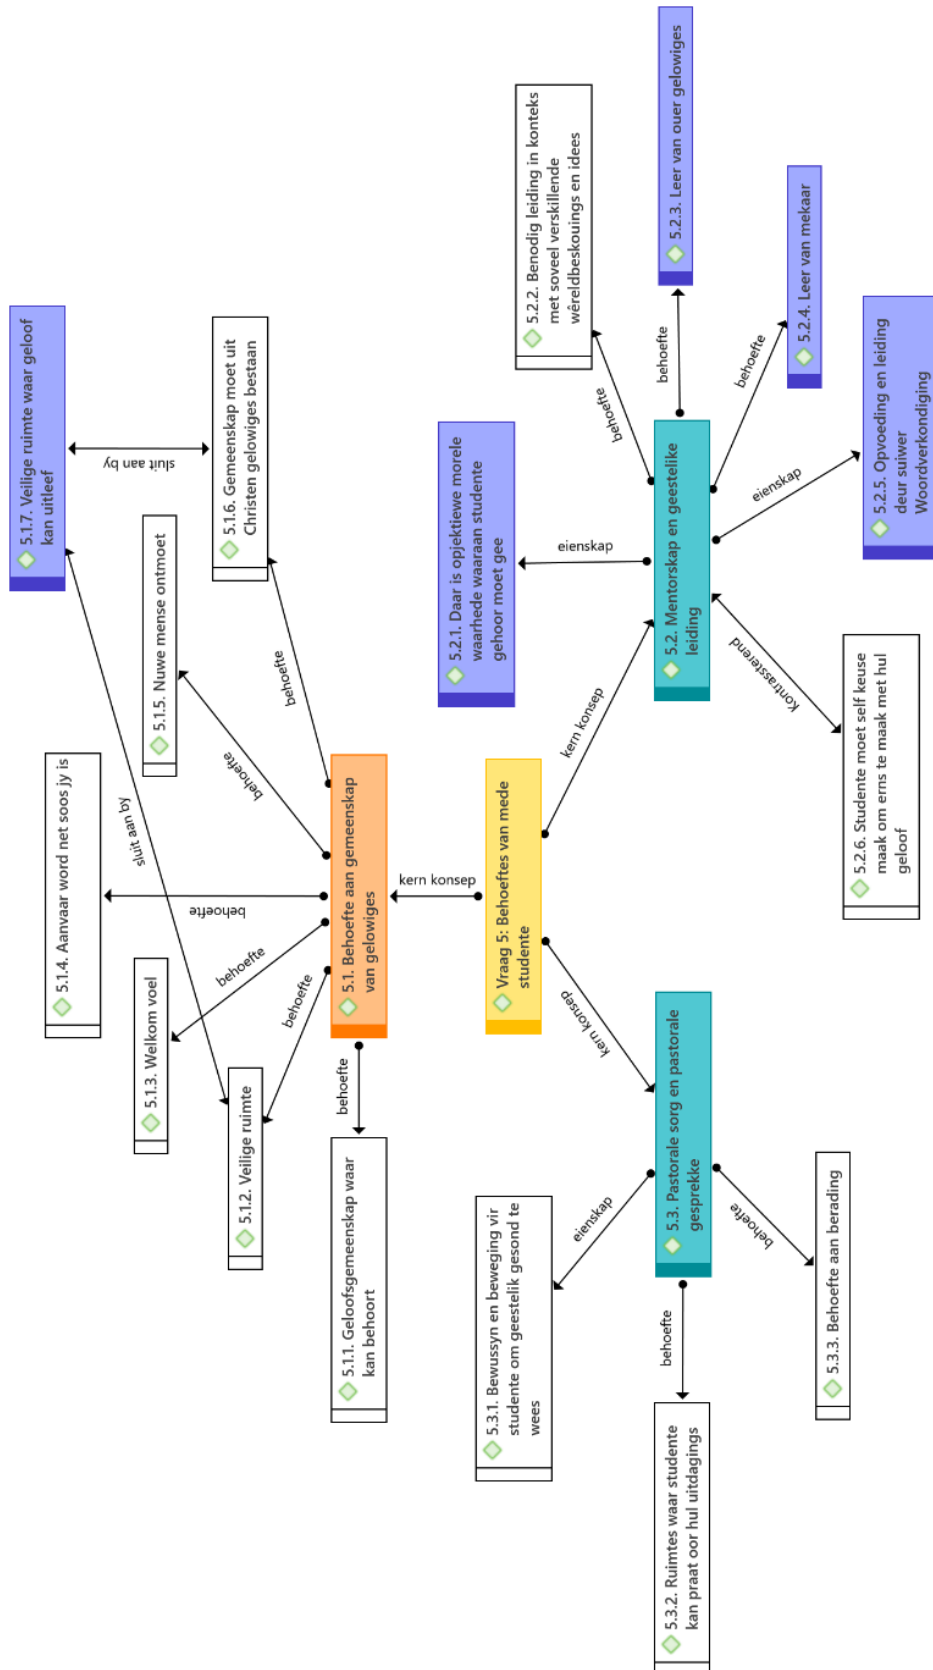 5.1.7. Veilige ruimte waar geloof
kan uitleef
sluit aan by
5.1.6. Gemeenskap moet uit
Christen gelowiges bestaan
5.1.5. Nuwe mense ontmoet
5.1.4. Aanvaar word net soos jy is
sluit aan by
5.1.3. Welkom voel
5.1.2. Veilige ruimte
behoefte
behoefte
behoefte
behoefte
behoefte
5.1. Behoefte aan gemeenskap
van gelowiges
behoefte
5.1.1. Geloofsgemeenskap waar
kan behoort
kern konsep
Vraag 5: Behoeftes van mede
studente
kern konsep
kern konsep
5.2.1. Daar is opjektiewe morele
waarhede waaraan studente
gehoor moet gee
5.2.2. Benodig leiding in konteks
met soveel verskillende
wêreldbeskouings en idees
eienskap
behoefte
behoefte
5.2.3. Leer van ouer gelowiges
5.2. Mentorskap en geestelike
leiding
behoefte
5.2.4. Leer van mekaar
eienskap
5.2.5. Opvoeding en leiding
deur suiwer
Woordverkondiging
Kontrassterend
5.2.6. Studente moet self keuse
maak om erns te maak met hul
geloof
5.3.1. Bewussyn en beweging vir
studente om geestelik gesond te
wees
eienskap
5.3. Pastorale sorg en pastorale
gesprekke
behoefte
5.3.2. Ruimtes waar studente
kan praat oor hul uitdagings
behoefte
5.3.3. Behoefte aan berading